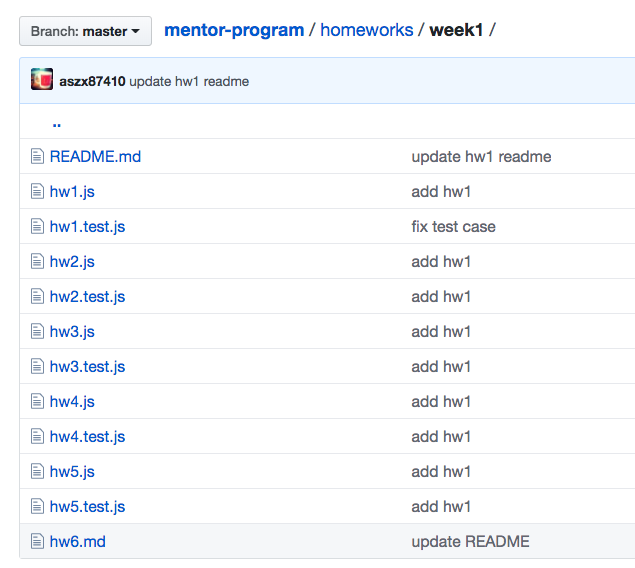 Branch: master mentor-program / homeworks / week1 /
aszx87410 update hw1 readme
..
README.md update hw1 readme
hw1.js add hw1
hw1.test.js fix test case
hw2.js add hw1
hw2.test.js add hw1
hw3.js add hw1
hw3.test.js add hw1
hw4.js add hw1
hw4.test.js add hw1
hw5.js add hw1
hw5.test.js add hw1
hw6.md update README